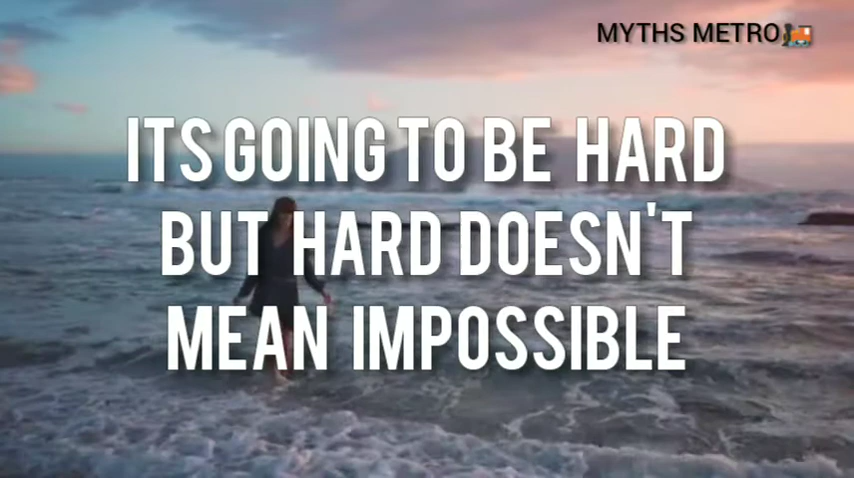 MYTHS METRO🚂
ITS GOING TO BE HARD
BUT HARD DOESN'T
MEAN IMPOSSIBLE